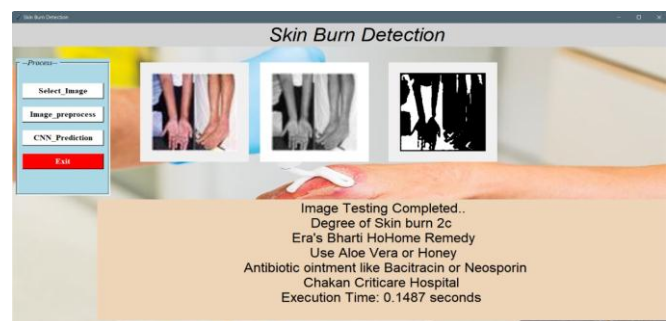 Skin Burn Detection
Skin Burn Detection
--Process--
Select_Image
Image_preprocess
CNN_Prediction
Exit
Image Testing Completed..
Degree of Skin burn 2c
Era's Bharti HoHome Remedy
Use Aloe Vera or Honey
Antibiotic ointment like Bacitracin or Neosporin
Chakan Criticare Hospital
Execution Time: 0.1487 seconds